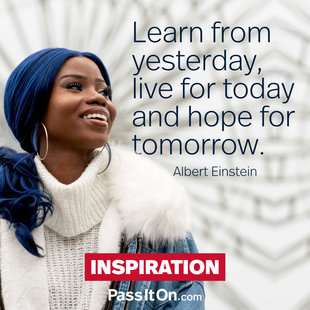 Learn from
yesterday,
live for today
and hope for
tomorrow.
Albert Einstein
INSPIRATION
PassItOn.com